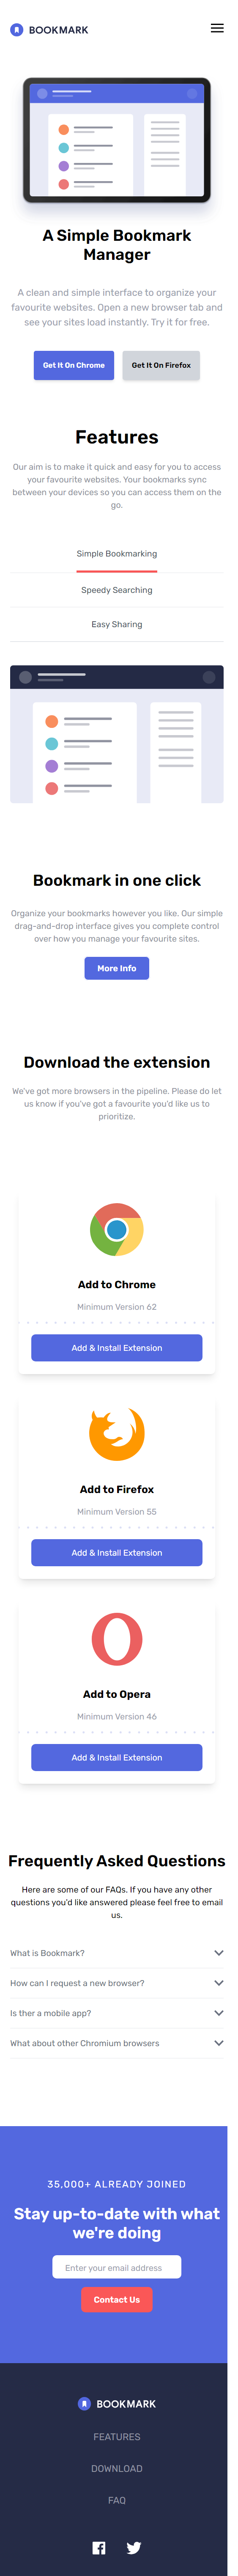 BOOKMARK
A Simple Bookmark
Manager
A clean and simple interface to organize your
favourite websites. Open a new browser tab and
see your sites load instantly. Try it for free.
Get It On Chrome
Get It On Firefox
Features
Our aim is to make it quick and easy for you to access
your favourite websites. Your bookmarks sync
between your devices so you can access them on the
go.
Simple Bookmarking
Speedy Searching
Easy Sharing
Bookmark in one click
Organize your bookmarks however you like. Our simple
drag-and-drop interface gives you complete control
over how you manage your favourite sites.
More Info
Download the extension
We've got more browsers in the pipeline. Please do let
us know if you've got a favourite you'd like us to
prioritize.
Add to Chrome
Minimum Version 62
Add & Install Extension
Add to Firefox
Minimum Version 55
Add & Install Extension
Add to Opera
Minimum Version 46
Add & Install Extension
Frequently Asked Questions
Here are some of our FAQs. If you have any other
questions you'd like answered please feel free to email
us.
What is Bookmark?
How can I request a new browser?
Is ther a mobile app?
What about other Chromium browsers
35,000+ ALREADY JOINED
Stay up-to-date with what
we're doing
Enter your email address
Contact Us
BOOKMARK
FEATURES
DOWNLOAD
FAQ